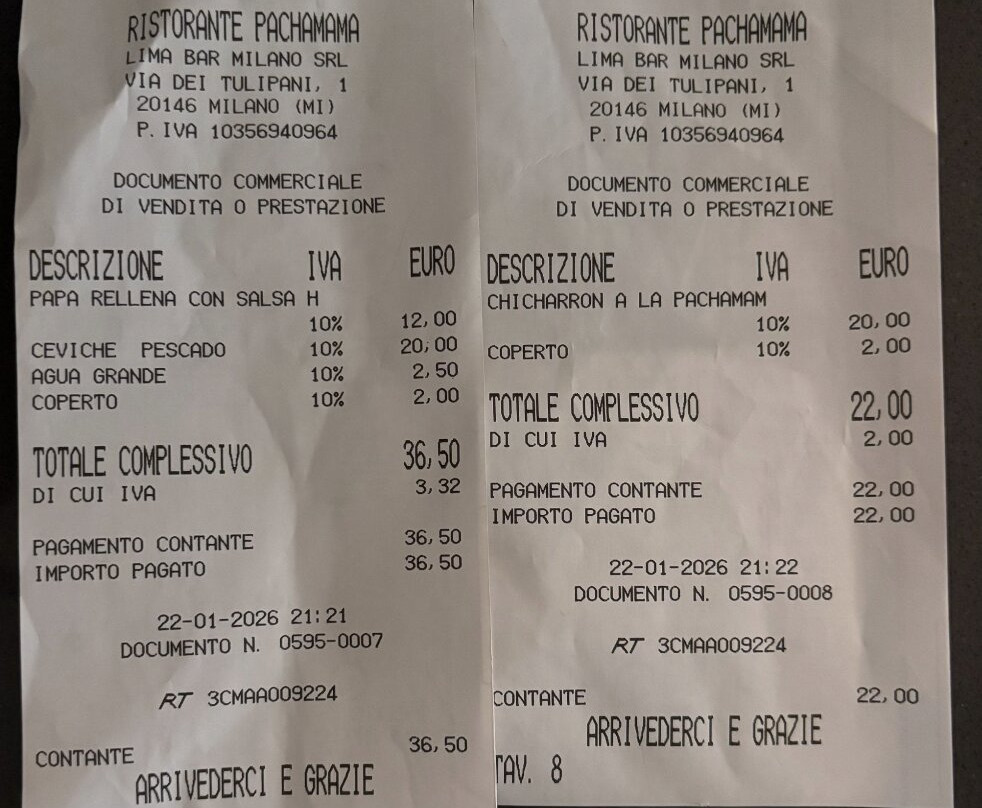 RISTORANTE PACHAMAMA
LIMA BAR MILANO SRL
VIA DEI TULIPANI, 1
20146 MILANO (MI)
P. IVA 10356940964
DOCUMENTO COMMERCIALE
DI VENDITA O PRESTAZIONE
DESCRIZIONE IVA EURO
PAPA RELLENA CON SALSA H
10% 12,00
CEVICHE PESCADO 10% 20,00
AGUA GRANDE 10% 2,50
COPERTO 10% 2,00
TOTALE COMPLESSIVO 36,50
DI CUI IVA 3,32
PAGAMENTO CONTANTE 36,50
IMPORTO PAGATO 36,50
22-01-2026 21:21
DOCUMENTO N. 0595-0007
RT 3CMAA009224
CONTANTE 36,50
ARRIVEDERCI E GRAZIE
RISTORANTE PACHAMAMA
LIMA BAR MILANO SRL
VIA DEI TULIPANI, 1
20146 MILANO (MI)
P. IVA 10356940964
DOCUMENTO COMMERCIALE
DI VENDITA O PRESTAZIONE
DESCRIZIONE IVA EURO
CHICHARRON A LA PACHAMAM
10% 20,00
COPERTO 10% 2,00
TOTALE COMPLESSIVO 22,00
DI CUI IVA 2,00
PAGAMENTO CONTANTE 22,00
IMPORTO PAGATO 22,00
22-01-2026 21:22
DOCUMENTO N. 0595-0008
RT 3CMAA009224
CONTANTE 22,00
ARRIVEDERCI E GRAZIE
TAV. 8